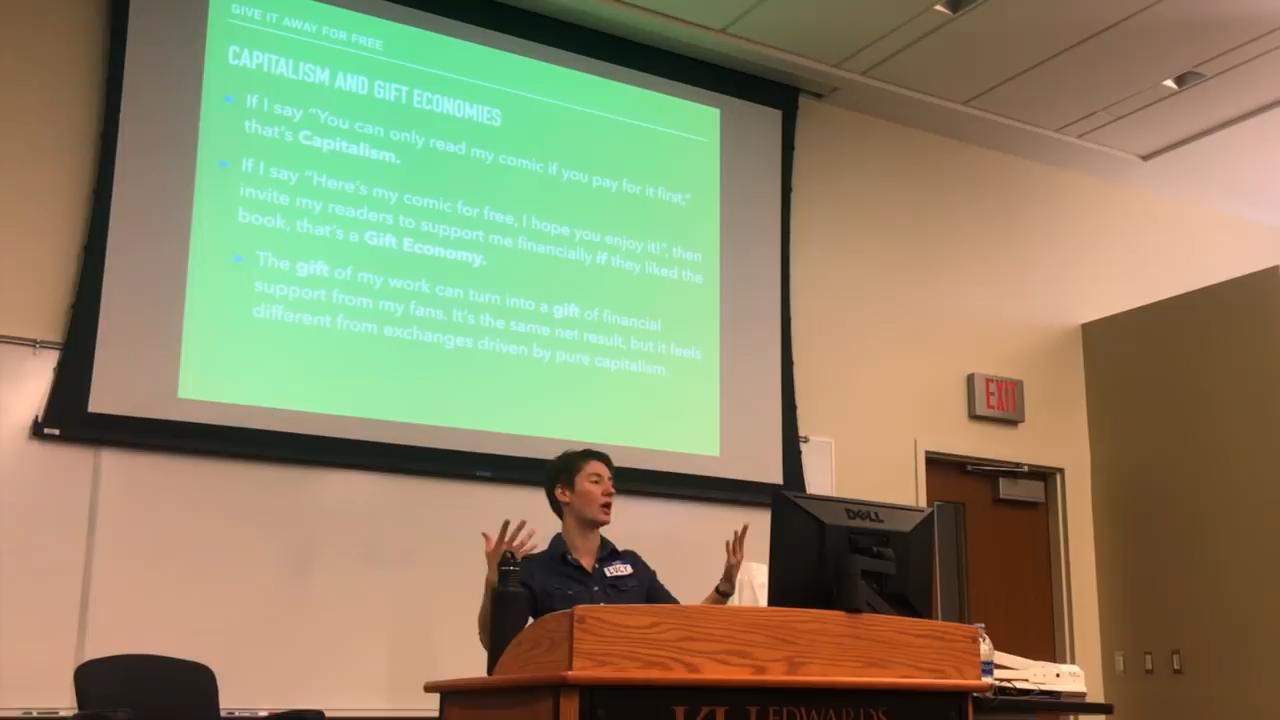 GIVE IT AWAY FOR FREE
CAPITALISM AND GIFT ECONOMIES
If I say “You can only read my comic if you pay for it first,”
that’s Capitalism.
If I say “Here’s my comic for free, I hope you enjoy it!”, then
invite my readers to support me financially if they liked the
book, that’s a Gift Economy.
The gift of my work can turn into a gift of financial
support from my fans. It’s the same net result, but it feels
different from exchanges driven by pure capitalism.
EXIT
DELL
LUCY
KU EDWARDS